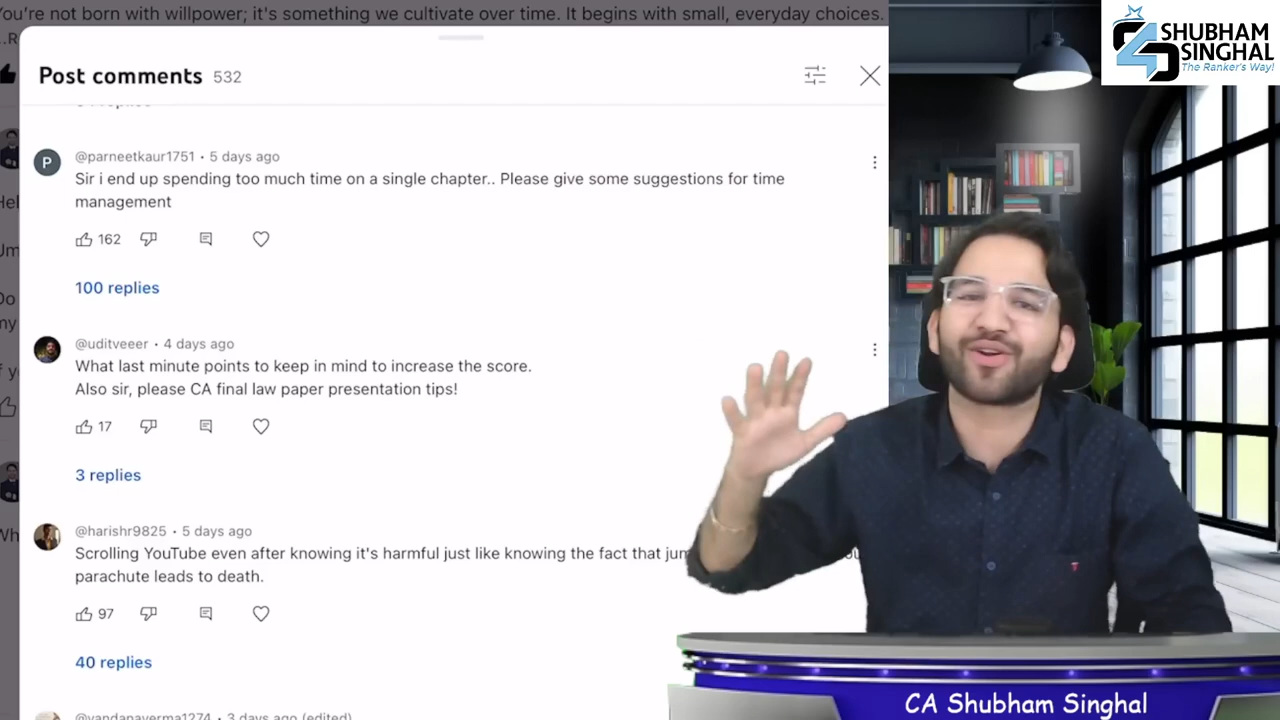 You're not born with willpower; it's something we cultivate over time. It begins with small, everyday choices.
..R
Post comments 532
@parneetkaur1751 • 5 days ago
Sir i end up spending too much time on a single chapter.. Please give some suggestions for time
management
162
100 replies
@uditveeer • 4 days ago
What last minute points to keep in mind to increase the score.
Also sir, please CA final law paper presentation tips!
17
3 replies
@harishr9825 • 5 days ago
Scrolling YouTube even after knowing it's harmful just like knowing the fact that
parachute leads to death.
97
40 replies
@vandanaverma1274 • 3 days ago (edited)
P
SHUBHAM
SINGHAL
The Ranker's Way!
CA Shubham Singhal